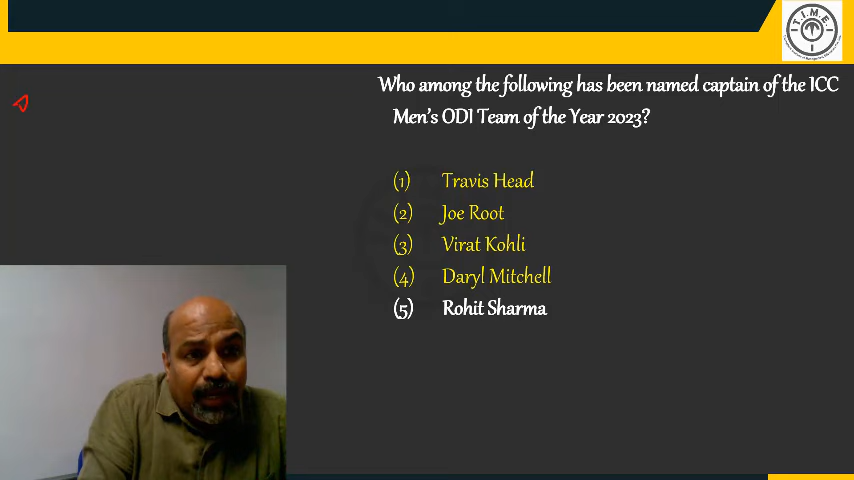 T.I.M.E.
Who among the following has been named captain of the ICC
Men's ODI Team of the Year 2023?
(1) Travis Head
(2) Joe Root
(3) Virat Kohli
(4) Daryl Mitchell
(5) Rohit Sharma